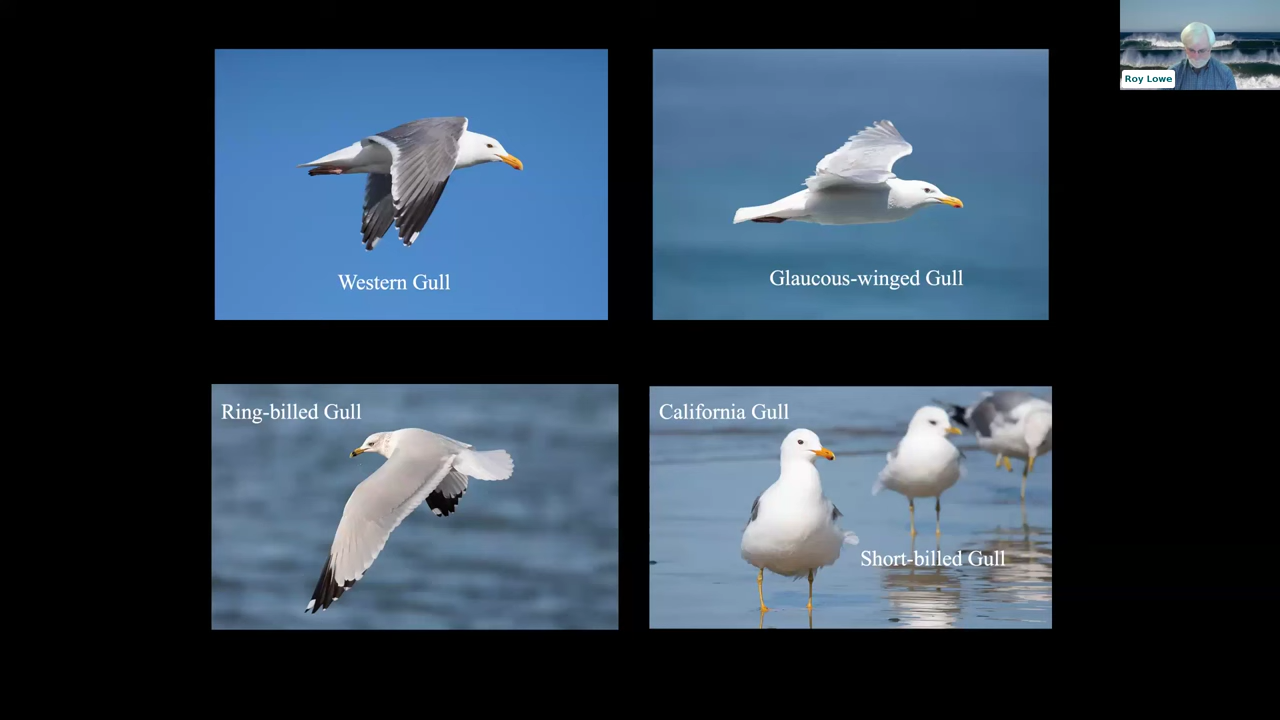 Roy Lowe
Western Gull
Glaucous-winged Gull
Ring-billed Gull
California Gull
Short-billed Gull